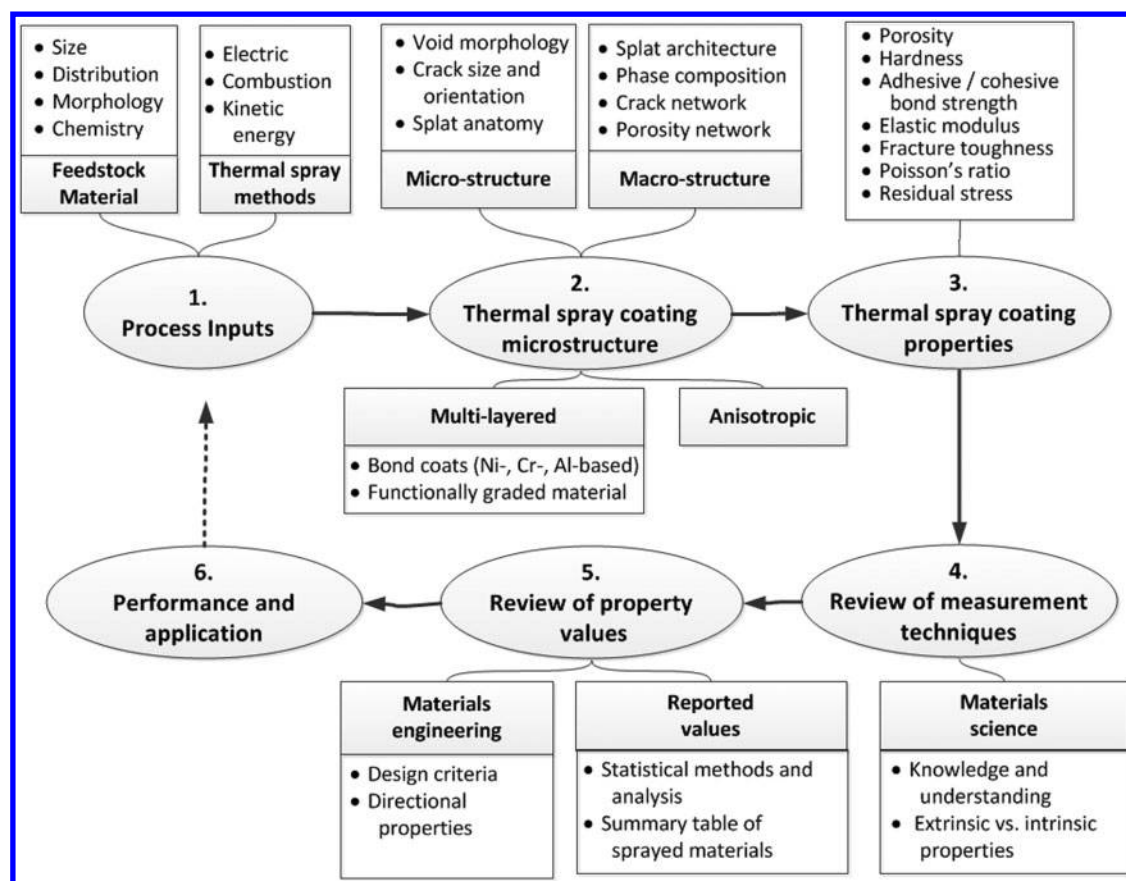 • Size
• Distribution
• Morphology
• Chemistry
Feedstock
Material
• Electric
• Combustion
• Kinetic
energy
Thermal spray
methods
• Void morphology
• Crack size and
orientation
• Splat anatomy
Micro-structure
• Splat architecture
• Phase composition
• Crack network
• Porosity network
Macro-structure
• Porosity
• Hardness
• Adhesive / cohesive
bond strength
• Elastic modulus
• Fracture toughness
• Poisson's ratio
• Residual stress
1.
Process Inputs
2.
Thermal spray coating
microstructure
3.
Thermal spray coating
properties
Multi-layered
• Bond coats (Ni-, Cr-, Al-based)
• Functionally graded material
Anisotropic
4.
Review of measurement
techniques
5.
Review of property
values
6.
Performance and
application
Materials
engineering
• Design criteria
• Directional
properties
Reported
values
• Statistical methods and
analysis
• Summary table of
sprayed materials
Materials
science
• Knowledge and
understanding
• Extrinsic vs. intrinsic
properties